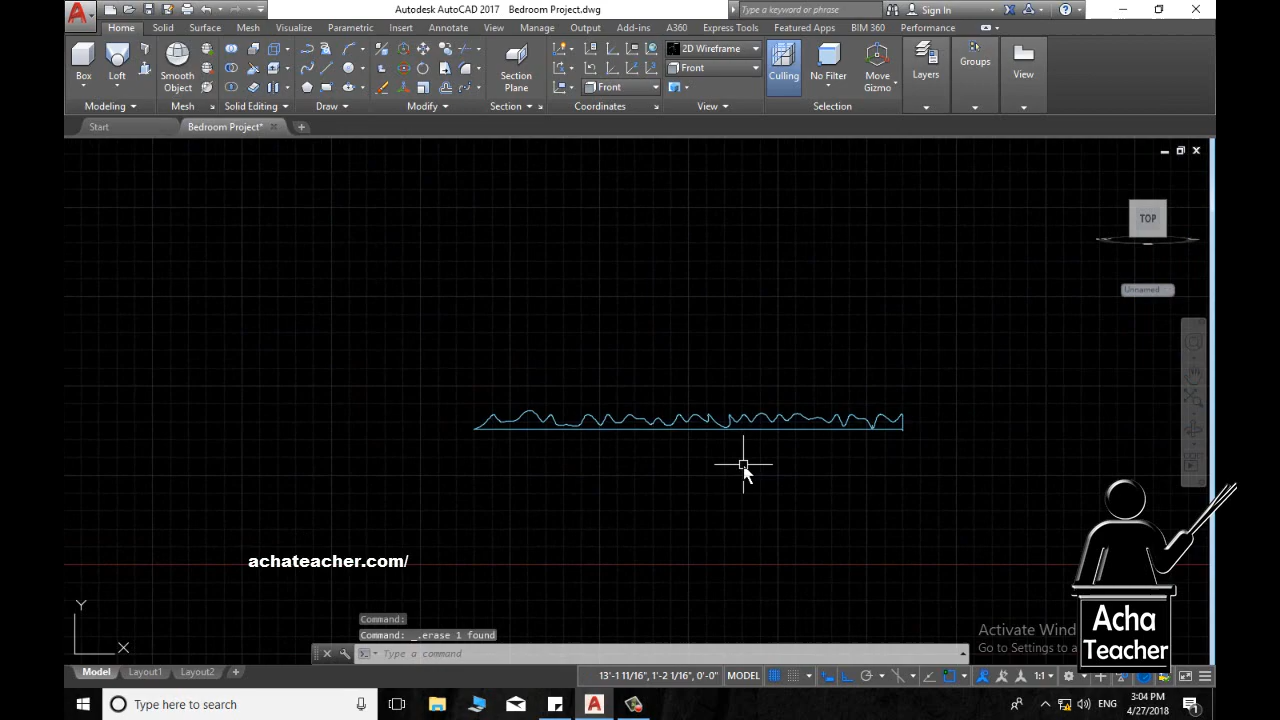 Autodesk AutoCAD 2017 Bedroom Project.dwg
Type a keyword or phrase
Sign In
Home Solid Surface Mesh Visualize Parametric Insert Annotate View Manage Output Add-ins A360 Express Tools Featured Apps BIM 360 Performance
Box
Loft
Smooth
Object
Section
Plane
2D Wireframe
Front
Front
Culling
No Filter
Move
Gizmo
Layers
Groups
View
Modeling
Mesh
Solid Editing
Draw
Modify
Section
Coordinates
View
Selection
Start
Bedroom Project*
TOP
Unnamed
achateacher.com/
Y
X
Command:
Command: _.erase 1 found
Type a command
Activate Wind
Go to Settings to a
Acha
Teacher
Model Layout1 Layout2
13'-1 11/16", 1'-2 1/16", 0'-0" MODEL
1:1
Type here to search
ENG
3:04 PM
4/27/2018